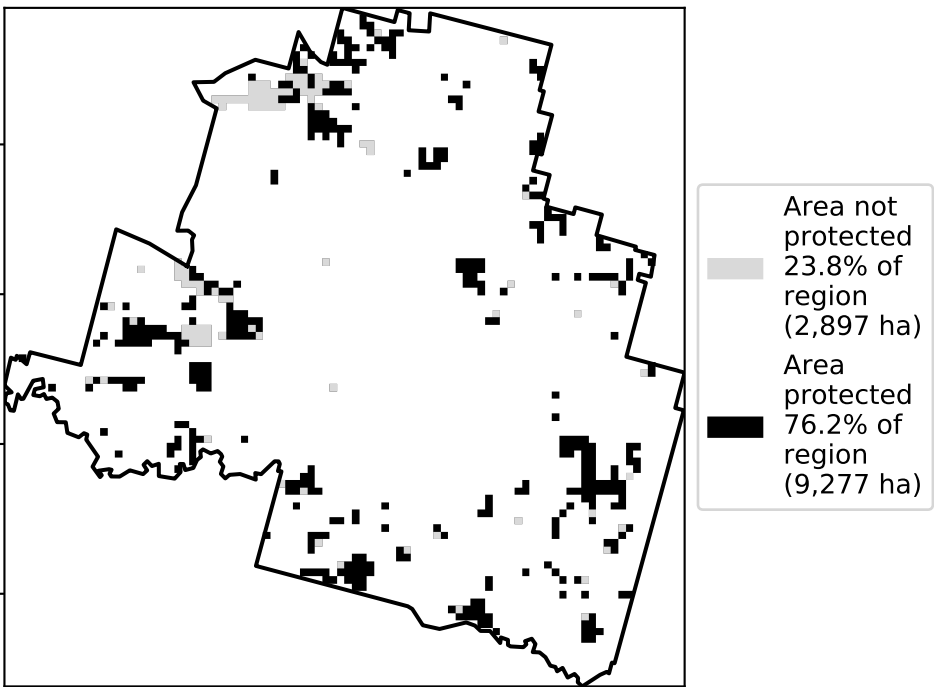 Area not
protected
23.8% of
region
(2,897 ha)
Area
protected
76.2% of
region
(9,277 ha)